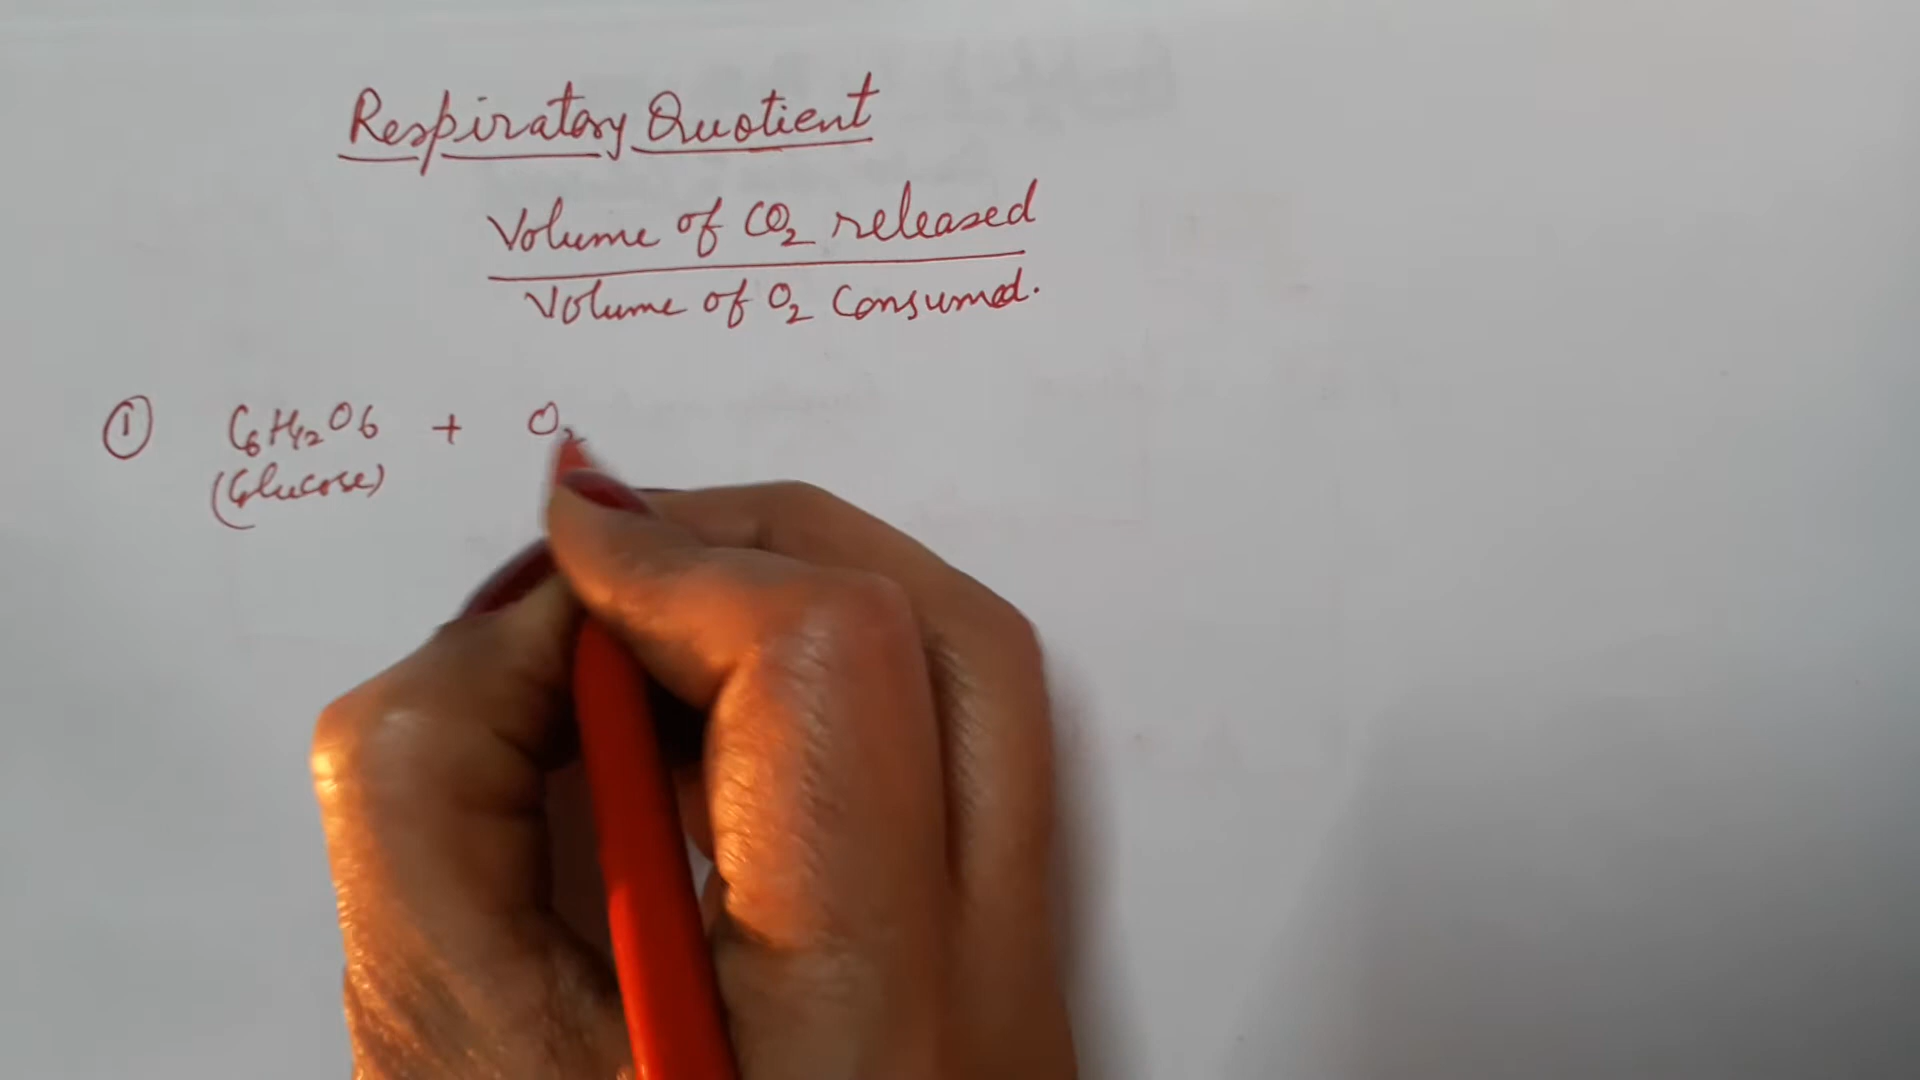 Respiratory Quotient
Volume of CO2 released
Volume of O2 Consumed.
① C6H12O6 + O2
(Glucose)